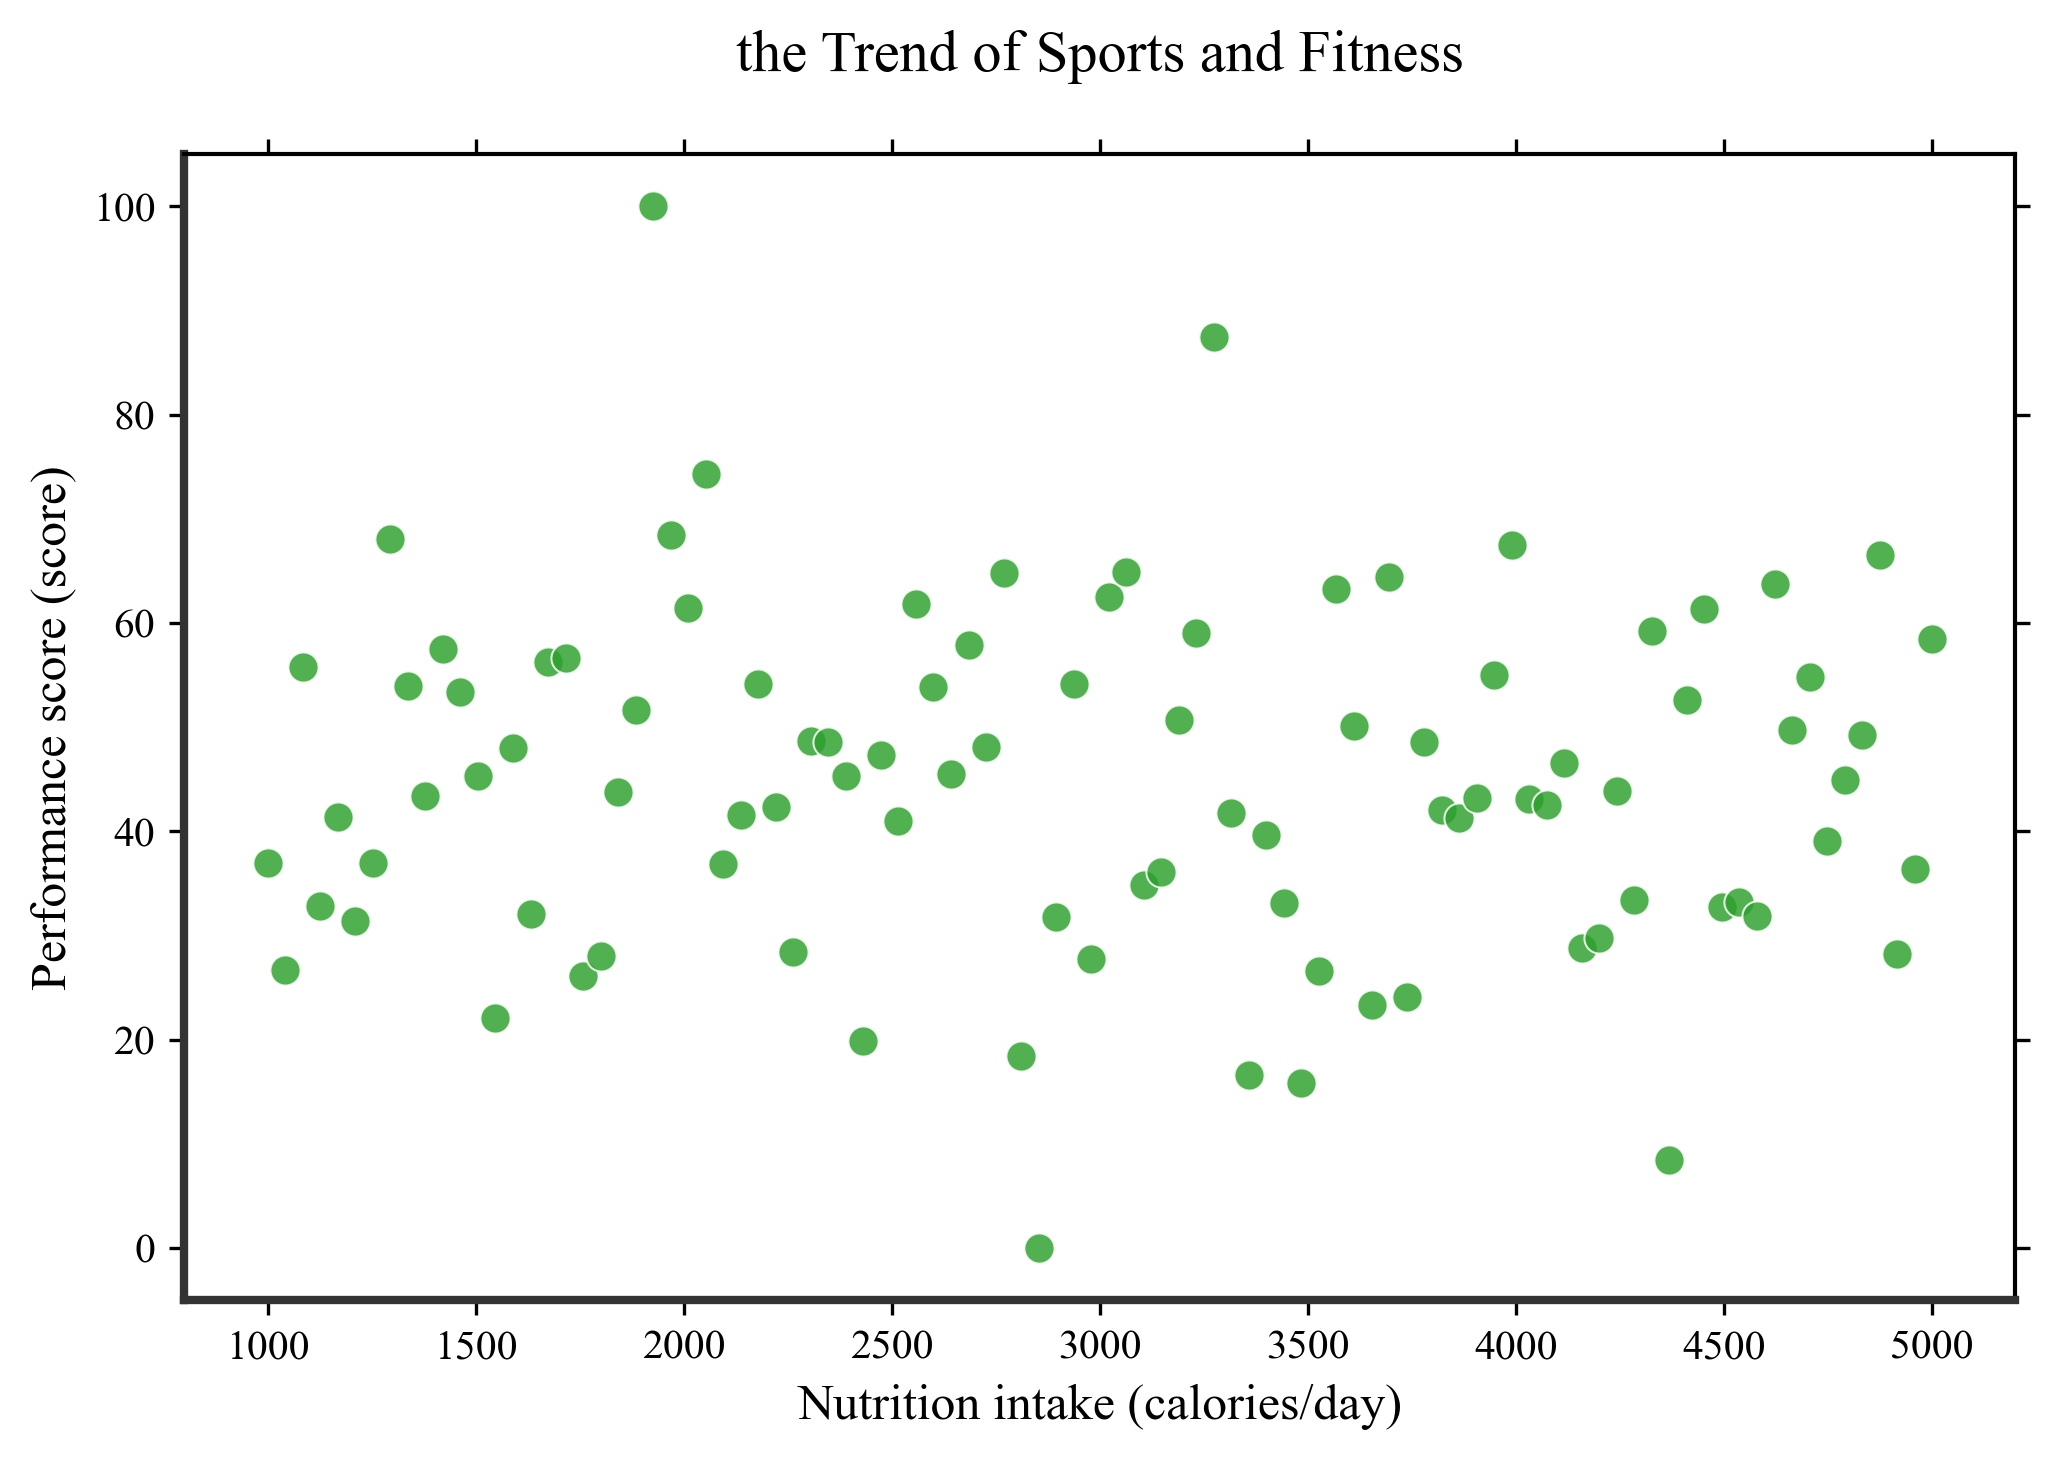 the Trend of Sports and Fitness
Performance score (score)
100
80
60
40
20
0
1000 1500 2000 2500 3000 3500 4000 4500 5000
Nutrition intake (calories/day)